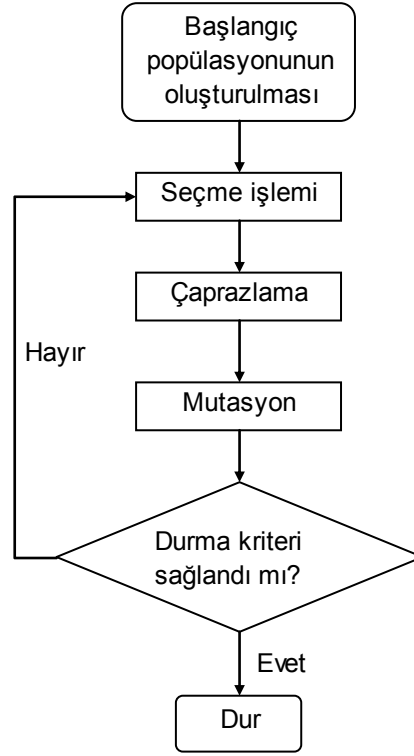 Başlangıç
popülasyonunun
oluşturulması
Seçme işlemi
Çaprazlama
Hayır
Mutasyon
Durma kriteri
sağlandı mı?
Evet
Dur